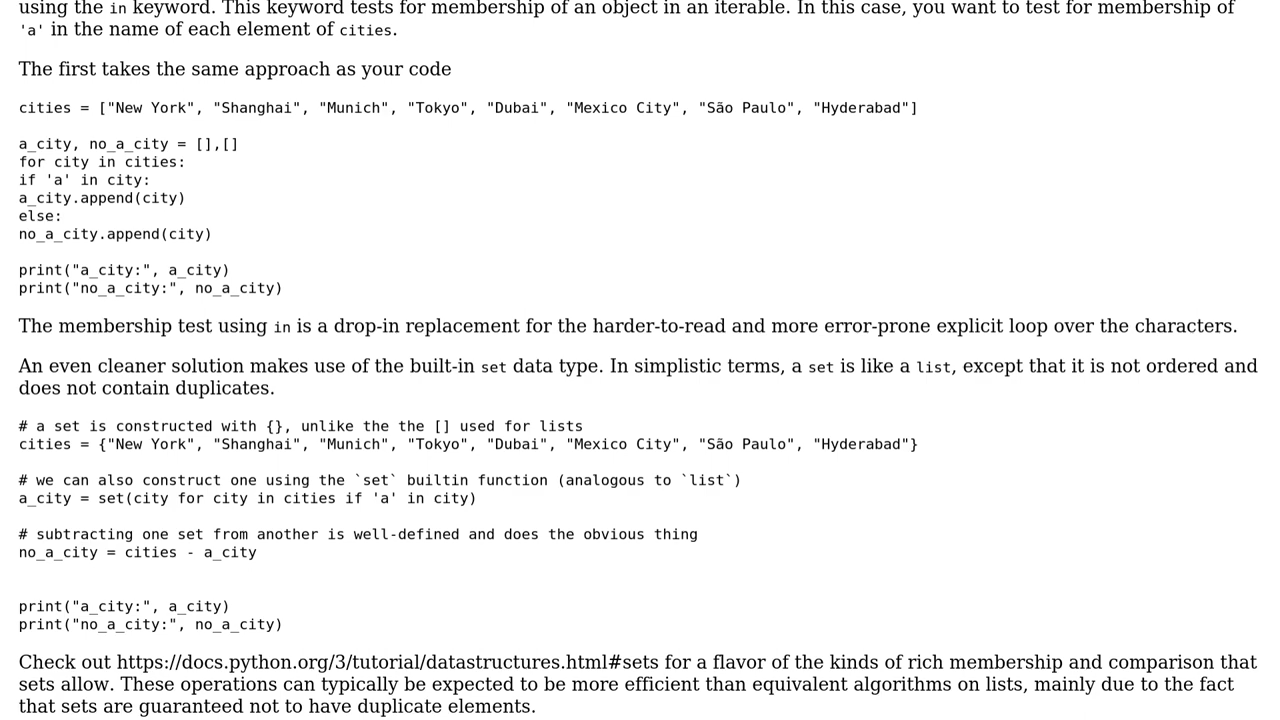 using the in keyword. This keyword tests for membership of an object in an iterable. In this case, you want to test for membership of
'a' in the name of each element of cities.
The first takes the same approach as your code
cities = ["New York", "Shanghai", "Munich", "Tokyo", "Dubai", "Mexico City", "São Paulo", "Hyderabad"]
a_city, no_a_city = [],[]
for city in cities:
if 'a' in city:
a_city.append(city)
else:
no_a_city.append(city)
print("a_city:", a_city)
print("no_a_city:", no_a_city)
The membership test using in is a drop-in replacement for the harder-to-read and more error-prone explicit loop over the characters.
An even cleaner solution makes use of the built-in set data type. In simplistic terms, a set is like a list, except that it is not ordered and
does not contain duplicates.
# a set is constructed with {}, unlike the the [] used for lists
cities = {"New York", "Shanghai", "Munich", "Tokyo", "Dubai", "Mexico City", "São Paulo", "Hyderabad"}
# we can also construct one using the `set` builtin function (analogous to `list`)
a_city = set(city for city in cities if 'a' in city)
# subtracting one set from another is well-defined and does the obvious thing
no_a_city = cities - a_city
print("a_city:", a_city)
print("no_a_city:", no_a_city)
Check out https://docs.python.org/3/tutorial/datastructures.html#sets for a flavor of the kinds of rich membership and comparison that
sets allow. These operations can typically be expected to be more efficient than equivalent algorithms on lists, mainly due to the fact
that sets are guaranteed not to have duplicate elements.